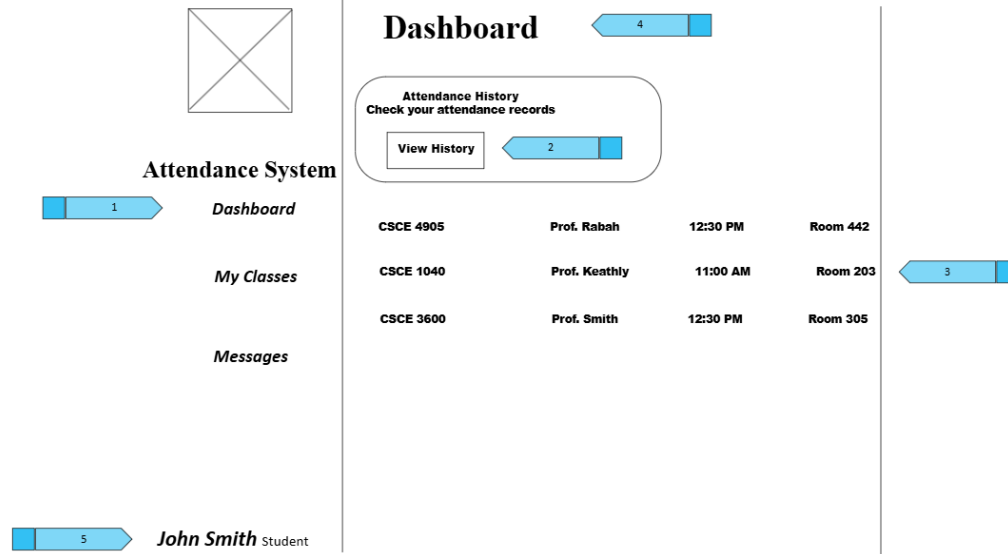 Dashboard
4
Attendance History
Check your attendance records
View History
2
Attendance System
1
Dashboard
My Classes
Messages
CSCE 4905 Prof. Rabah 12:30 PM Room 442
CSCE 1040 Prof. Keathly 11:00 AM Room 203
3
CSCE 3600 Prof. Smith 12:30 PM Room 305
5
John Smith Student